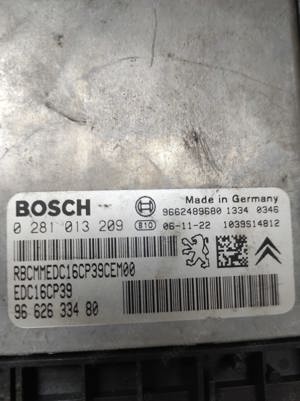 BOSCH
Made in Germany
9662489680 1334 0346
0 281 013 209
810
06-11-22 1039S14812
RBCMMEDC16CP39CEM00
EDC16CP39
96 626 334 80